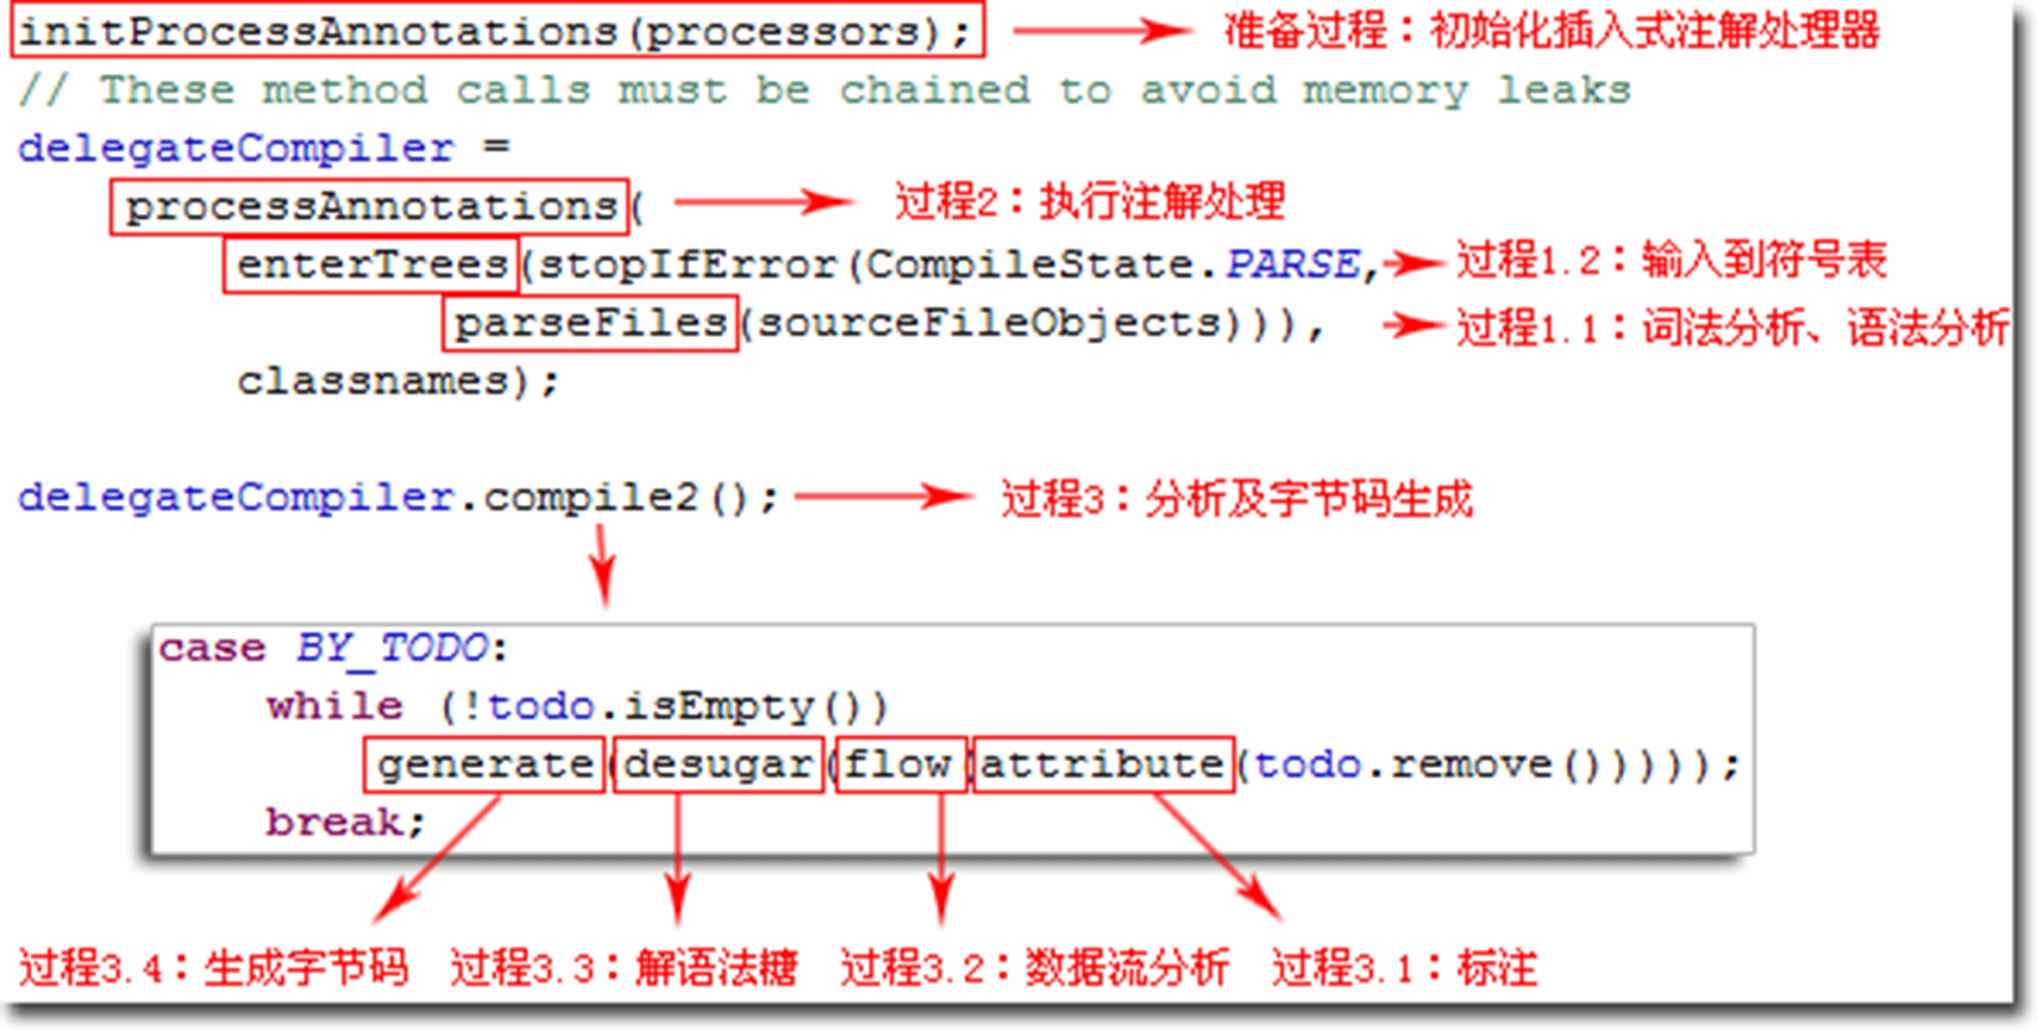 initProcessAnnotations(processors); 准备过程：初始化插入式注解处理器
// These method calls must be chained to avoid memory leaks
delegateCompiler =
processAnnotations( 过程2：执行注解处理
enterTrees(stopIfError(CompileState.PARSE, 过程1.2：输入到符号表
parseFiles(sourceFileObjects))), 过程1.1：词法分析、语法分析
classnames);
delegateCompiler.compile2(); 过程3：分析及字节码生成
case BY_TODO:
while (!todo.isEmpty())
generate(desugar(flow(attribute(todo.remove()))));
break;
过程3.4：生成字节码 过程3.3：解语法糖 过程3.2：数据流分析 过程3.1：标注